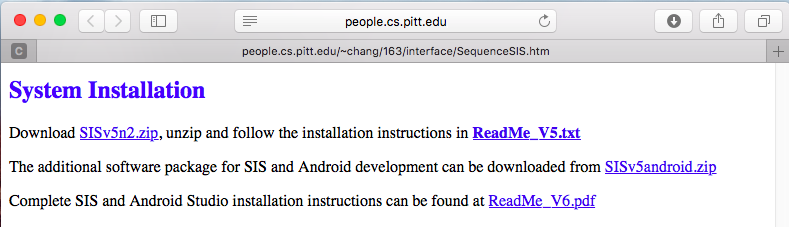 people.cs.pitt.edu
C
people.cs.pitt.edu/~chang/163/interface/SequenceSIS.htm
System Installation
Download SISv5n2.zip, unzip and follow the installation instructions in ReadMe_V5.txt
The additional software package for SIS and Android development can be downloaded from SISv5android.zip
Complete SIS and Android Studio installation instructions can be found at ReadMe_V6.pdf